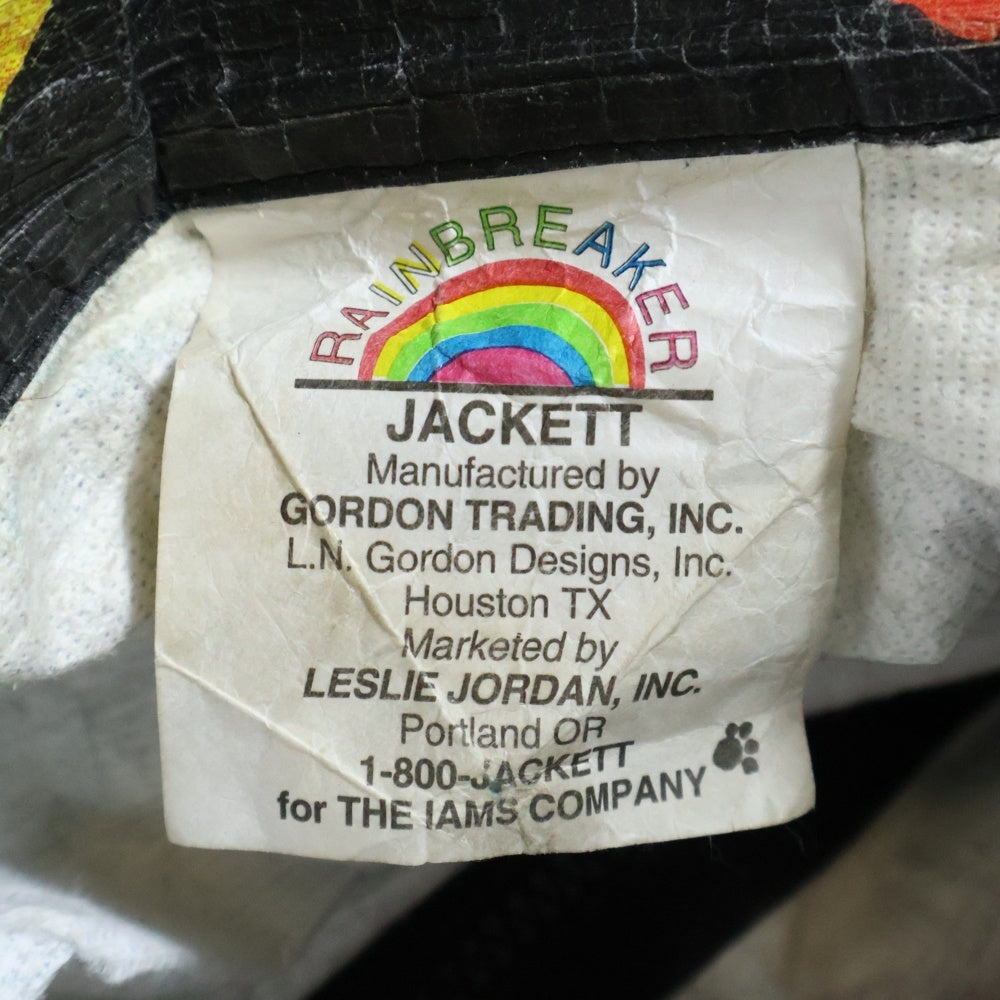 RAINBREAKER
JACKETT
Manufactured by
GORDON TRADING, INC.
L.N. Gordon Designs, Inc.
Houston TX
Marketed by
LESLIE JORDAN, INC.
Portland OR
1-800-JACKETT
for THE IAMS COMPANY